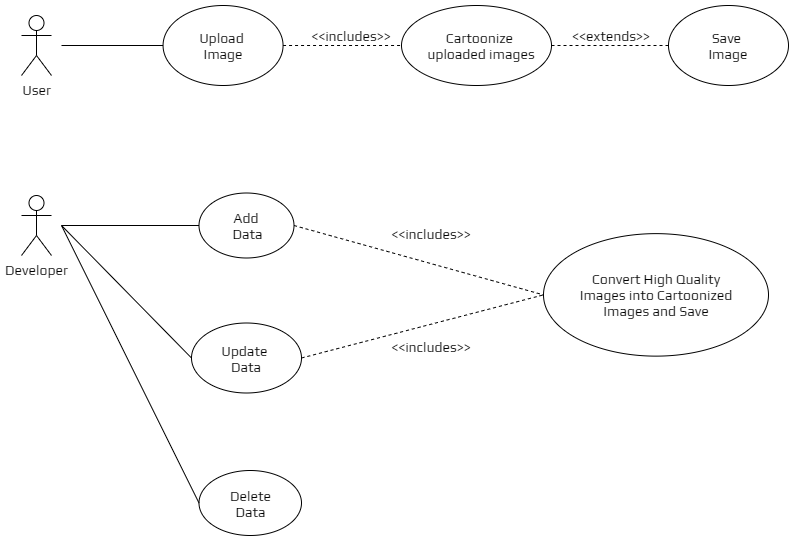 Upload
Image
<<includes>>
Cartoonize
uploaded images
<<extends>>
Save
Image
User
Add
Data
<<includes>>
Convert High Quality
Images into Cartoonized
Images and Save
Developer
Update
Data
<<includes>>
Delete
Data